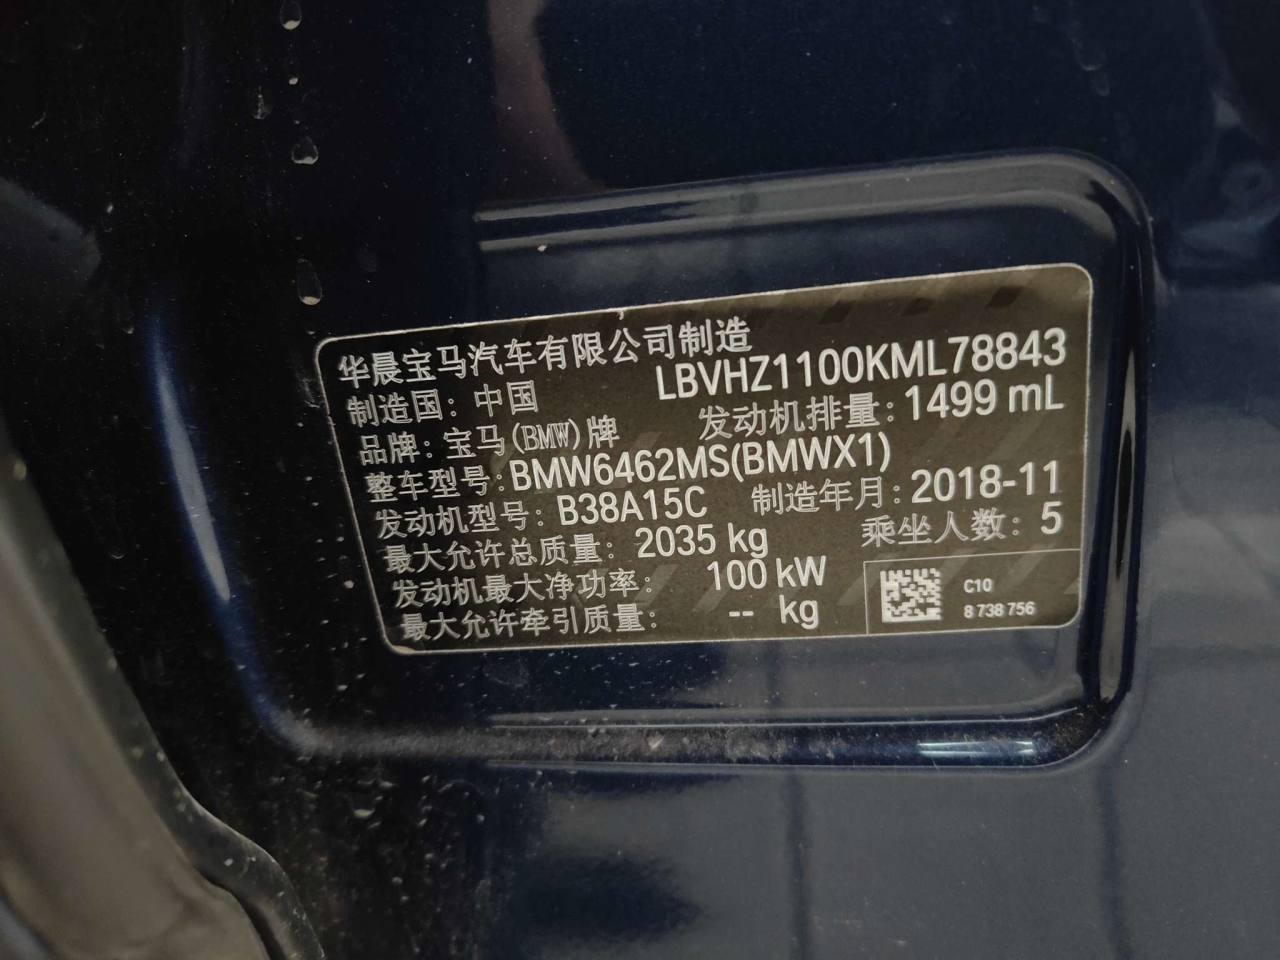 华晨宝马汽车有限公司制造
LBVHZ1100KML78843
制造国：中国
品牌：宝马(BMW)牌 发动机排量：1499 mL
整车型号：BMW6462MS(BMWX1)
发动机型号：B38A15C 制造年月：2018-11
最大允许总质量：2035 kg 乘坐人数：5
发动机最大净功率：100 kW
最大允许牵引质量：-- kg
C10
8 738 756